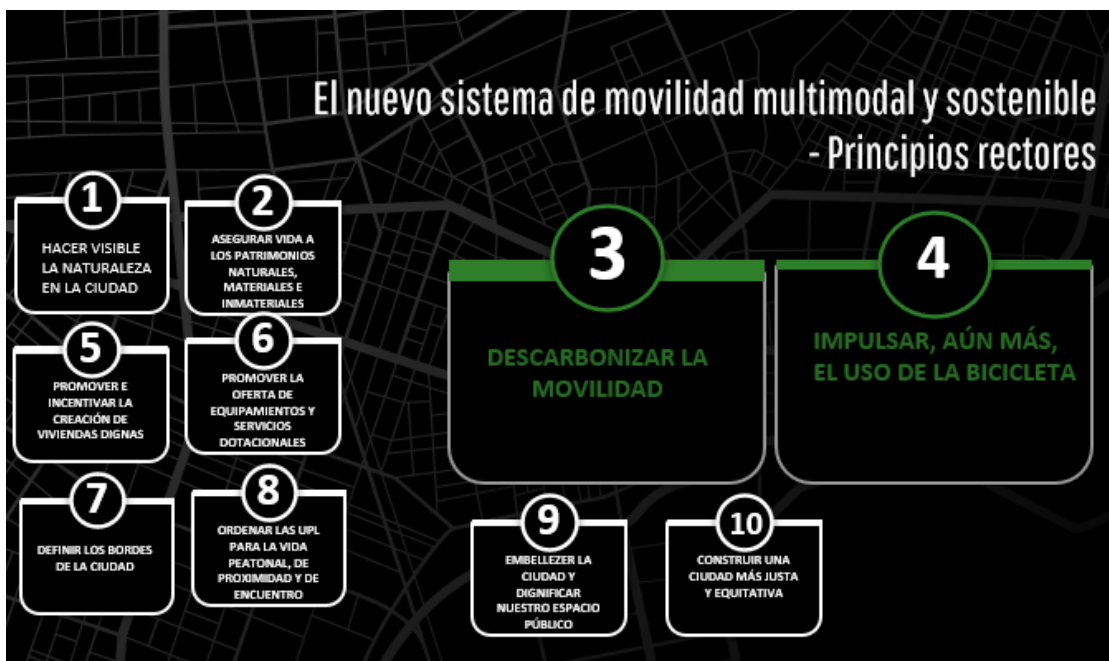 El nuevo sistema de movilidad multimodal y sostenible
- Principios rectores
1
HACER VISIBLE
LA NATURALEZA
EN LA CIUDAD
2
ASEGURAR VIDA A
LOS PATRIMONIOS
NATURALES,
MATERIALES E
INMATERIALES
3
DESCARBONIZAR LA
MOVILIDAD
4
IMPULSAR, AÚN MÁS,
EL USO DE LA BICICLETA
5
PROMOVER E
INCENTIVAR LA
CREACIÓN DE
VIVIENDAS DIGNAS
6
PROMOVER LA
OFERTA DE
EQUIPAMIENTOS Y
SERVICIOS
DOTACIONALES
7
DEFINIR LOS BORDES
DE LA CIUDAD
8
ORDENAR LAS UPL
PARA LA VIDA
PEATONAL, DE
PROXIMIDAD Y DE
ENCUENTRO
9
EMBELLEZER LA
CIUDAD Y
DIGNIFICAR
NUESTRO ESPACIO
PÚBLICO
10
CONSTRUIR UNA
CIUDAD MÁS JUSTA
Y EQUITATIVA